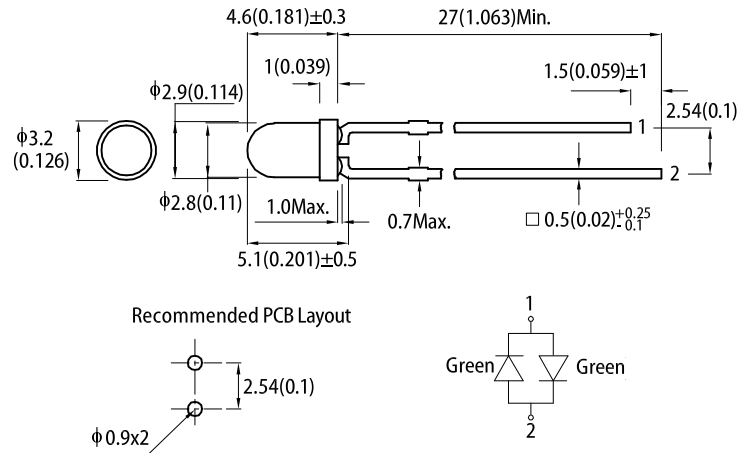 4.6(0.181)±0.3
27(1.063)Min.
1(0.039)
1.5(0.059)±1
ϕ2.9(0.114)
2.54(0.1)
ϕ3.2
(0.126)
1
2
ϕ2.8(0.11)
1.0Max.
0.7Max.
□ 0.5(0.02)+0.25
-0.1
5.1(0.201)±0.5
Recommended PCB Layout
1
Green
Green
2.54(0.1)
2
ϕ0.9x2